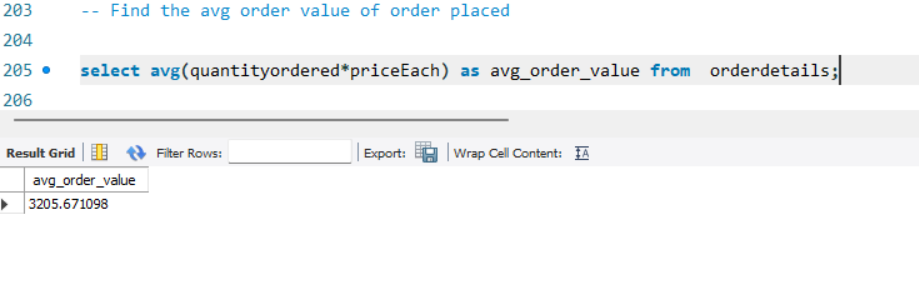 203 -- Find the avg order value of order placed
204
205 select avg(quantityordered*priceEach) as avg_order_value from  orderdetails;
206
Result Grid Filter Rows: Export: Wrap Cell Content: IA
avg_order_value
3205.671098